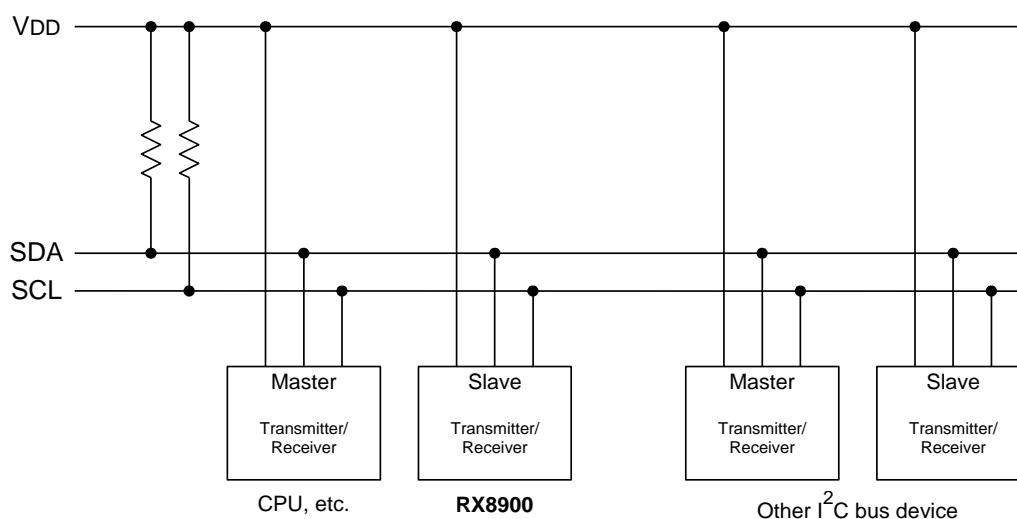 VDD
SDA
SCL
Master
Transmitter/
Receiver
Slave
Transmitter/
Receiver
Master
Transmitter/
Receiver
Slave
Transmitter/
Receiver
CPU, etc.
RX8900
Other I²C bus device